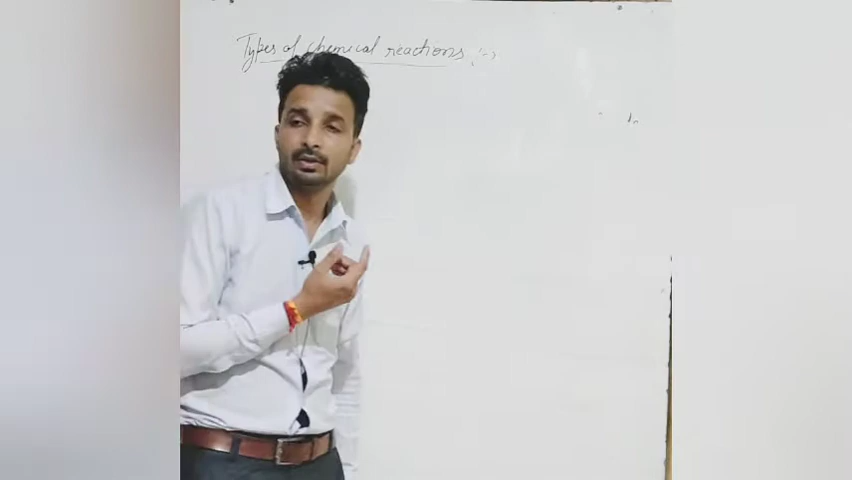 Types of chemical reactions :-